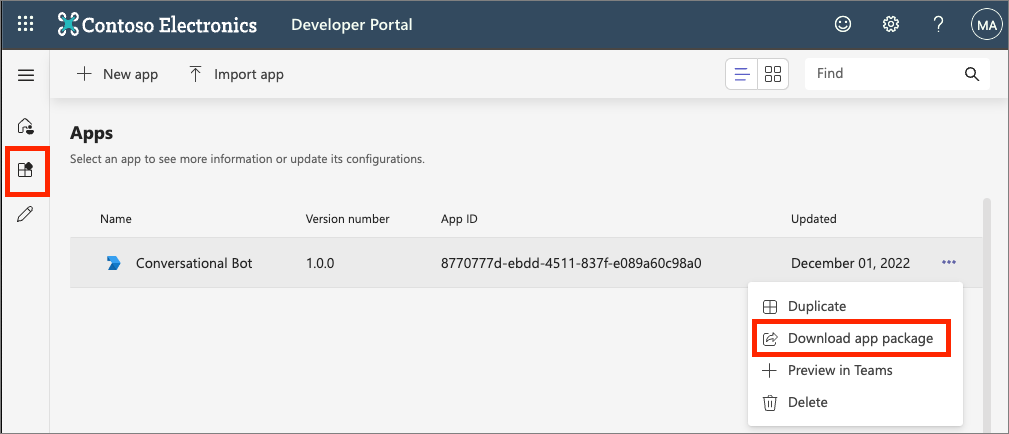 Contoso Electronics Developer Portal ? MA
New app Import app Find
Apps
Select an app to see more information or update its configurations.
Name Version number App ID Updated
Conversational Bot 1.0.0 8770777d-ebdd-4511-837f-e089a60c98a0 December 01, 2022
Duplicate
Download app package
Preview in Teams
Delete